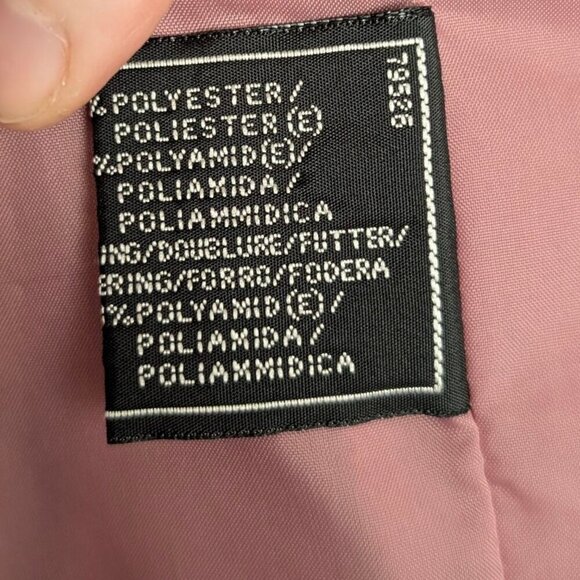 % POLYESTER/
POLIESTER(E)
%POLYAMID(E)/
POLIAMIDA/
POLIAMMIDICA
ING/DOUBLURE/FUTTER/
ERING/FORRO/FODERA
%POLYAMID(E)/
POLIAMIDA/
POLIAMMIDICA
79526